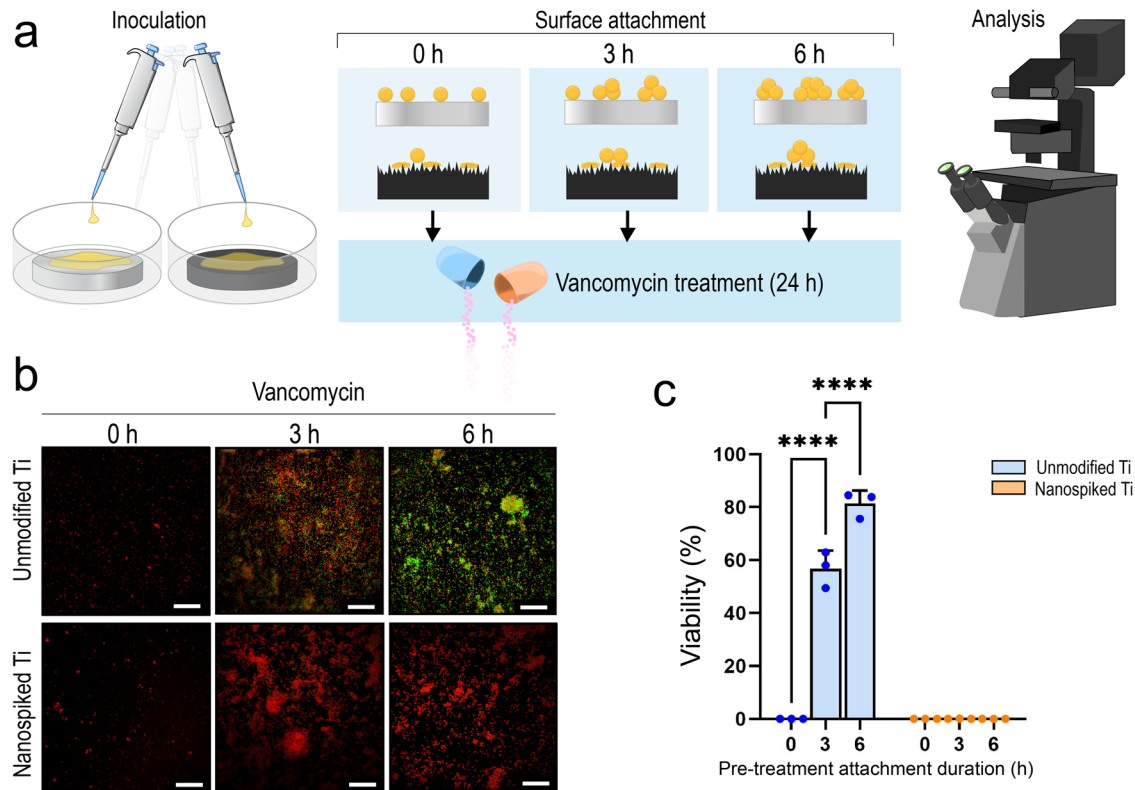 a
Inoculation
Surface attachment
Analysis
0 h
3 h
6 h
Vancomycin treatment (24 h)
b
Vancomycin
0 h
3 h
6 h
Unmodified Ti
Nanospiked Ti
c
****
****
Viability (%)
100
80
60
40
20
0
0
3
6
0
3
6
Pre-treatment attachment duration (h)
Unmodified Ti
Nanospiked Ti